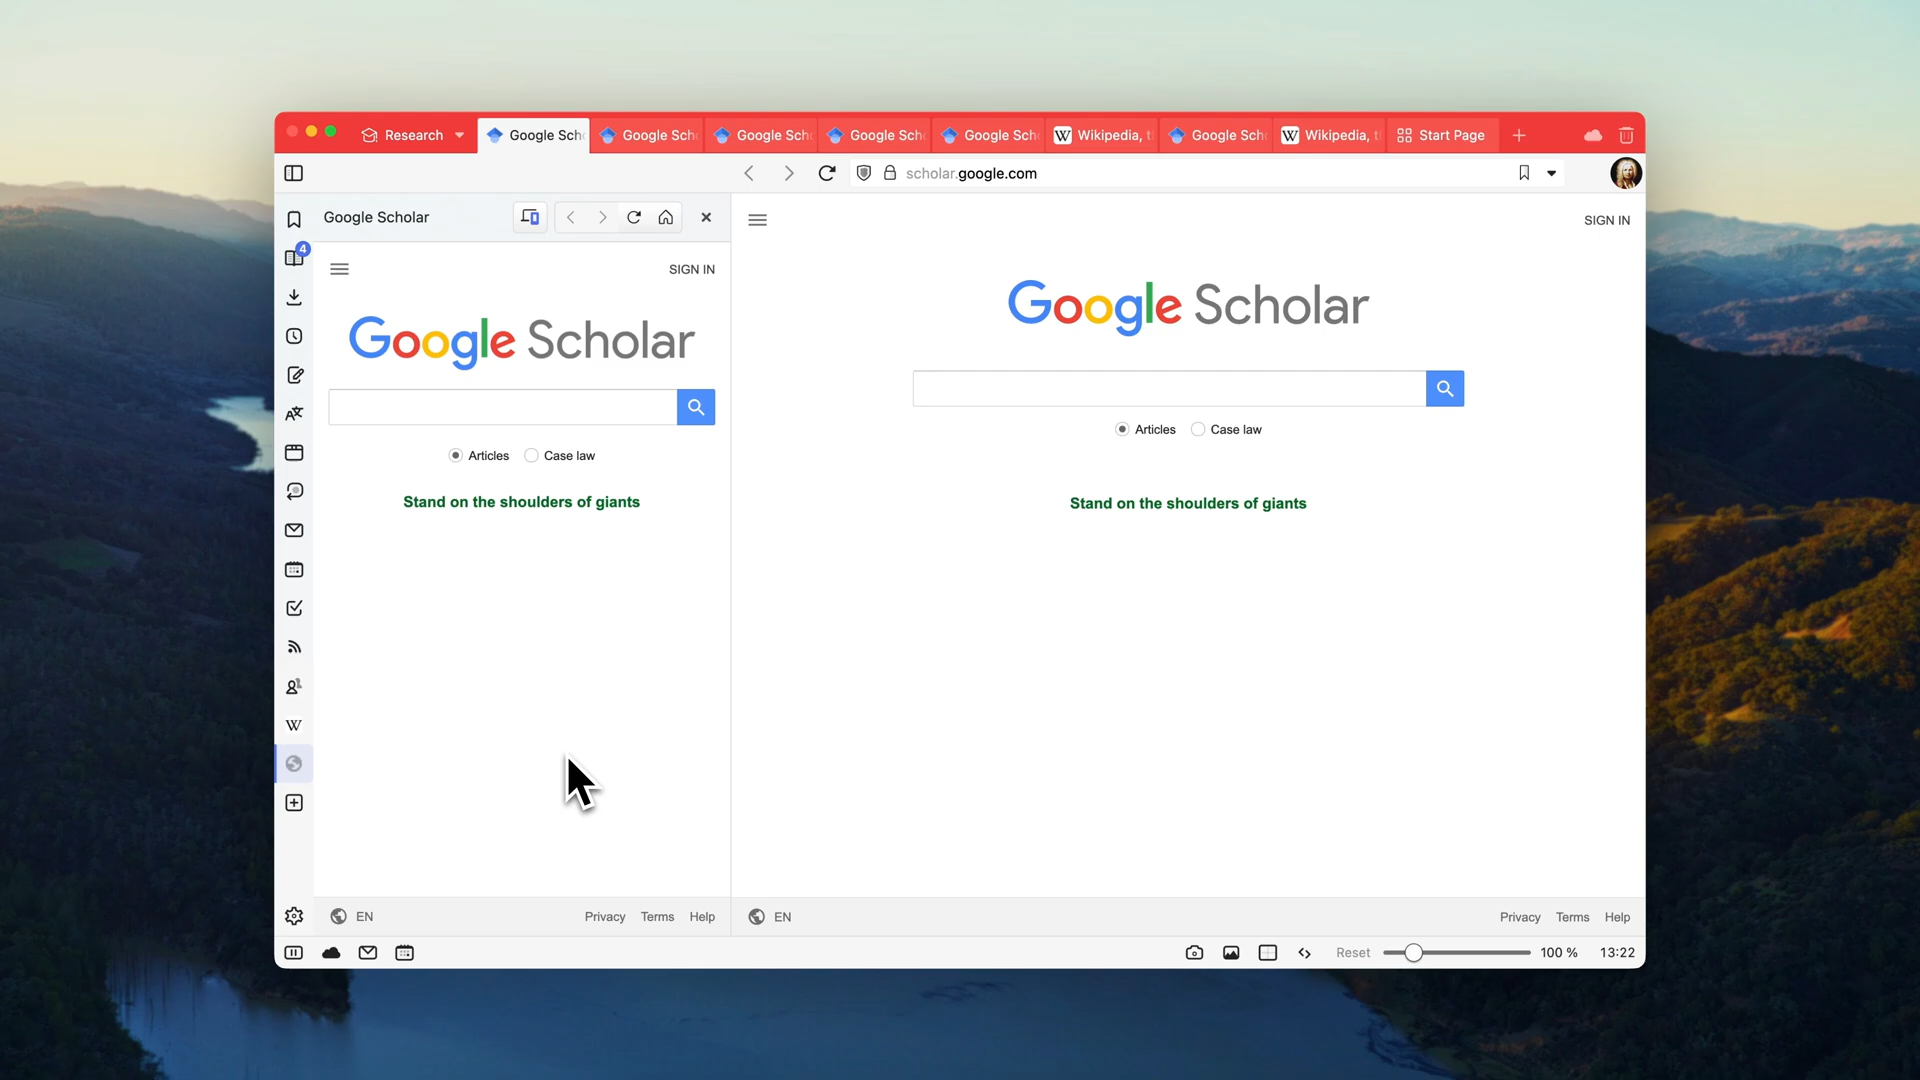 Research
Google Sch
Google Sch
Google Sch
Google Sch
Google Sch
Wikipedia, t
Google Sch
Wikipedia, t
Start Page
scholar.google.com
Google Scholar
4
SIGN IN
Google Scholar
Articles
Case law
Stand on the shoulders of giants
W
EN
Privacy Terms Help
SIGN IN
Google Scholar
Articles
Case law
Stand on the shoulders of giants
EN
Privacy Terms Help
Reset
100 %
13:22